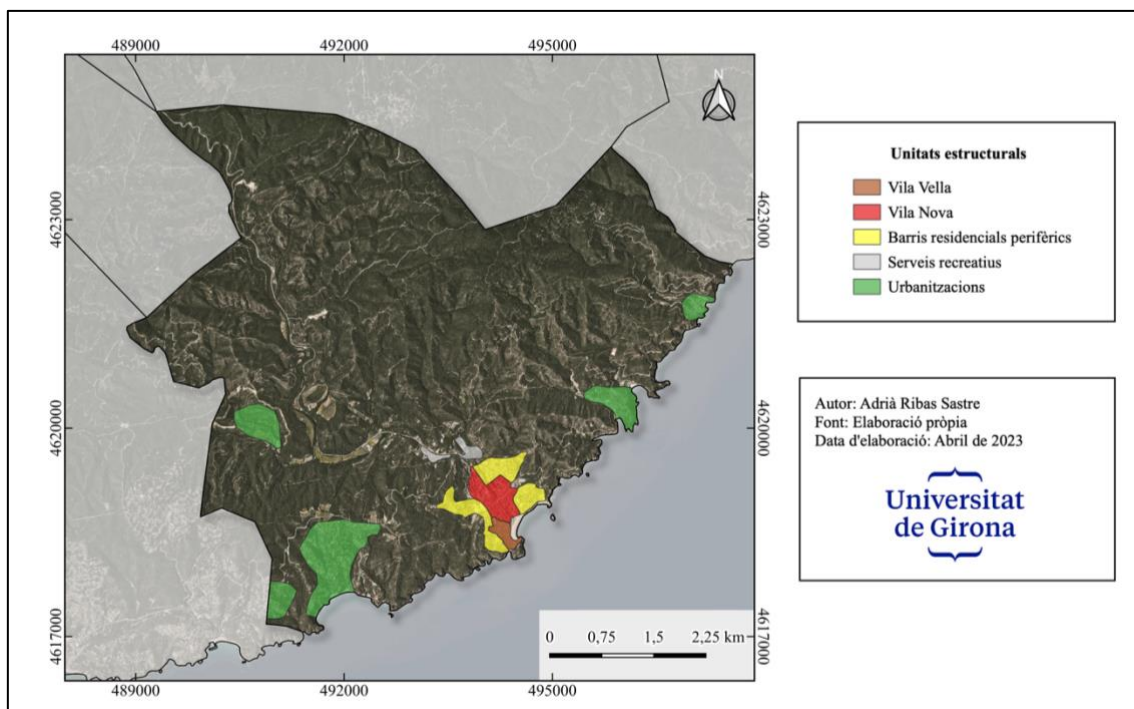 489000
492000
495000
N
4623000
4623000
4620000
4620000
4617000
4617000
0 0,75 1,5 2,25 km
489000
492000
495000
Unitats estructurals
Vila Vella
Vila Nova
Barris residencials perifèrics
Serveis recreatius
Urbanitzacions
Autor: Adrià Ribas Sastre
Font: Elaboració pròpia
Data d'elaboració: Abril de 2023
Universitat
de Girona